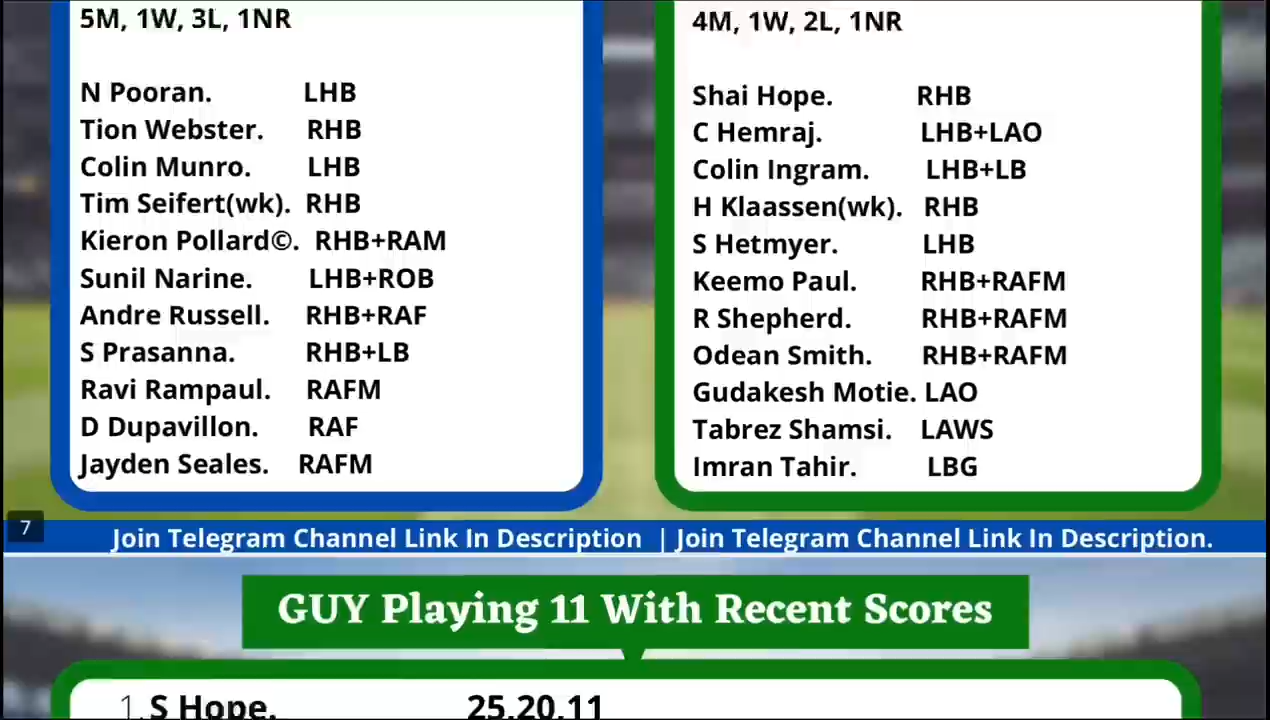 5M, 1W, 3L, 1NR
N Pooran. LHB
Tion Webster. RHB
Colin Munro. LHB
Tim Seifert(wk). RHB
Kieron Pollard©. RHB+RAM
Sunil Narine. LHB+ROB
Andre Russell. RHB+RAF
S Prasanna. RHB+LB
Ravi Rampaul. RAFM
D Dupavillon. RAF
Jayden Seales. RAFM
4M, 1W, 2L, 1NR
Shai Hope. RHB
C Hemraj. LHB+LAO
Colin Ingram. LHB+LB
H Klaassen(wk). RHB
S Hetmyer. LHB
Keemo Paul. RHB+RAFM
R Shepherd. RHB+RAFM
Odean Smith. RHB+RAFM
Gudakesh Motie. LAO
Tabrez Shamsi. LAWS
Imran Tahir. LBG
7
Join Telegram Channel Link In Description | Join Telegram Channel Link In Description.
GUY Playing 11 With Recent Scores
1. S Hope. 25,20,11